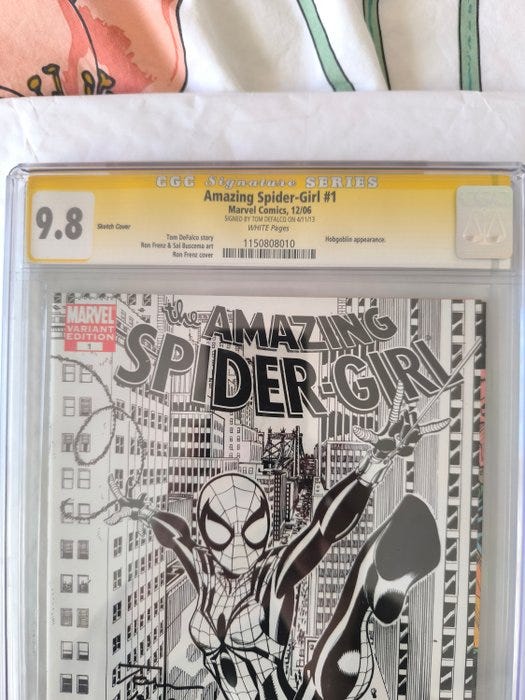 CGC Signature SERIES
Amazing Spider-Girl #1
Marvel Comics, 12/06
SIGNED BY TOM DEFALCO ON 4/11/13
WHITE Pages
9.8
Sketch Cover
Tom DeFalco story
Ron Frenz & Sal Buscema art
Ron Frenz cover
1150808010
Hobgoblin appearance.
MARVEL
VARIANT
EDITION
1
the AMAZING
SPIDER-GIRL